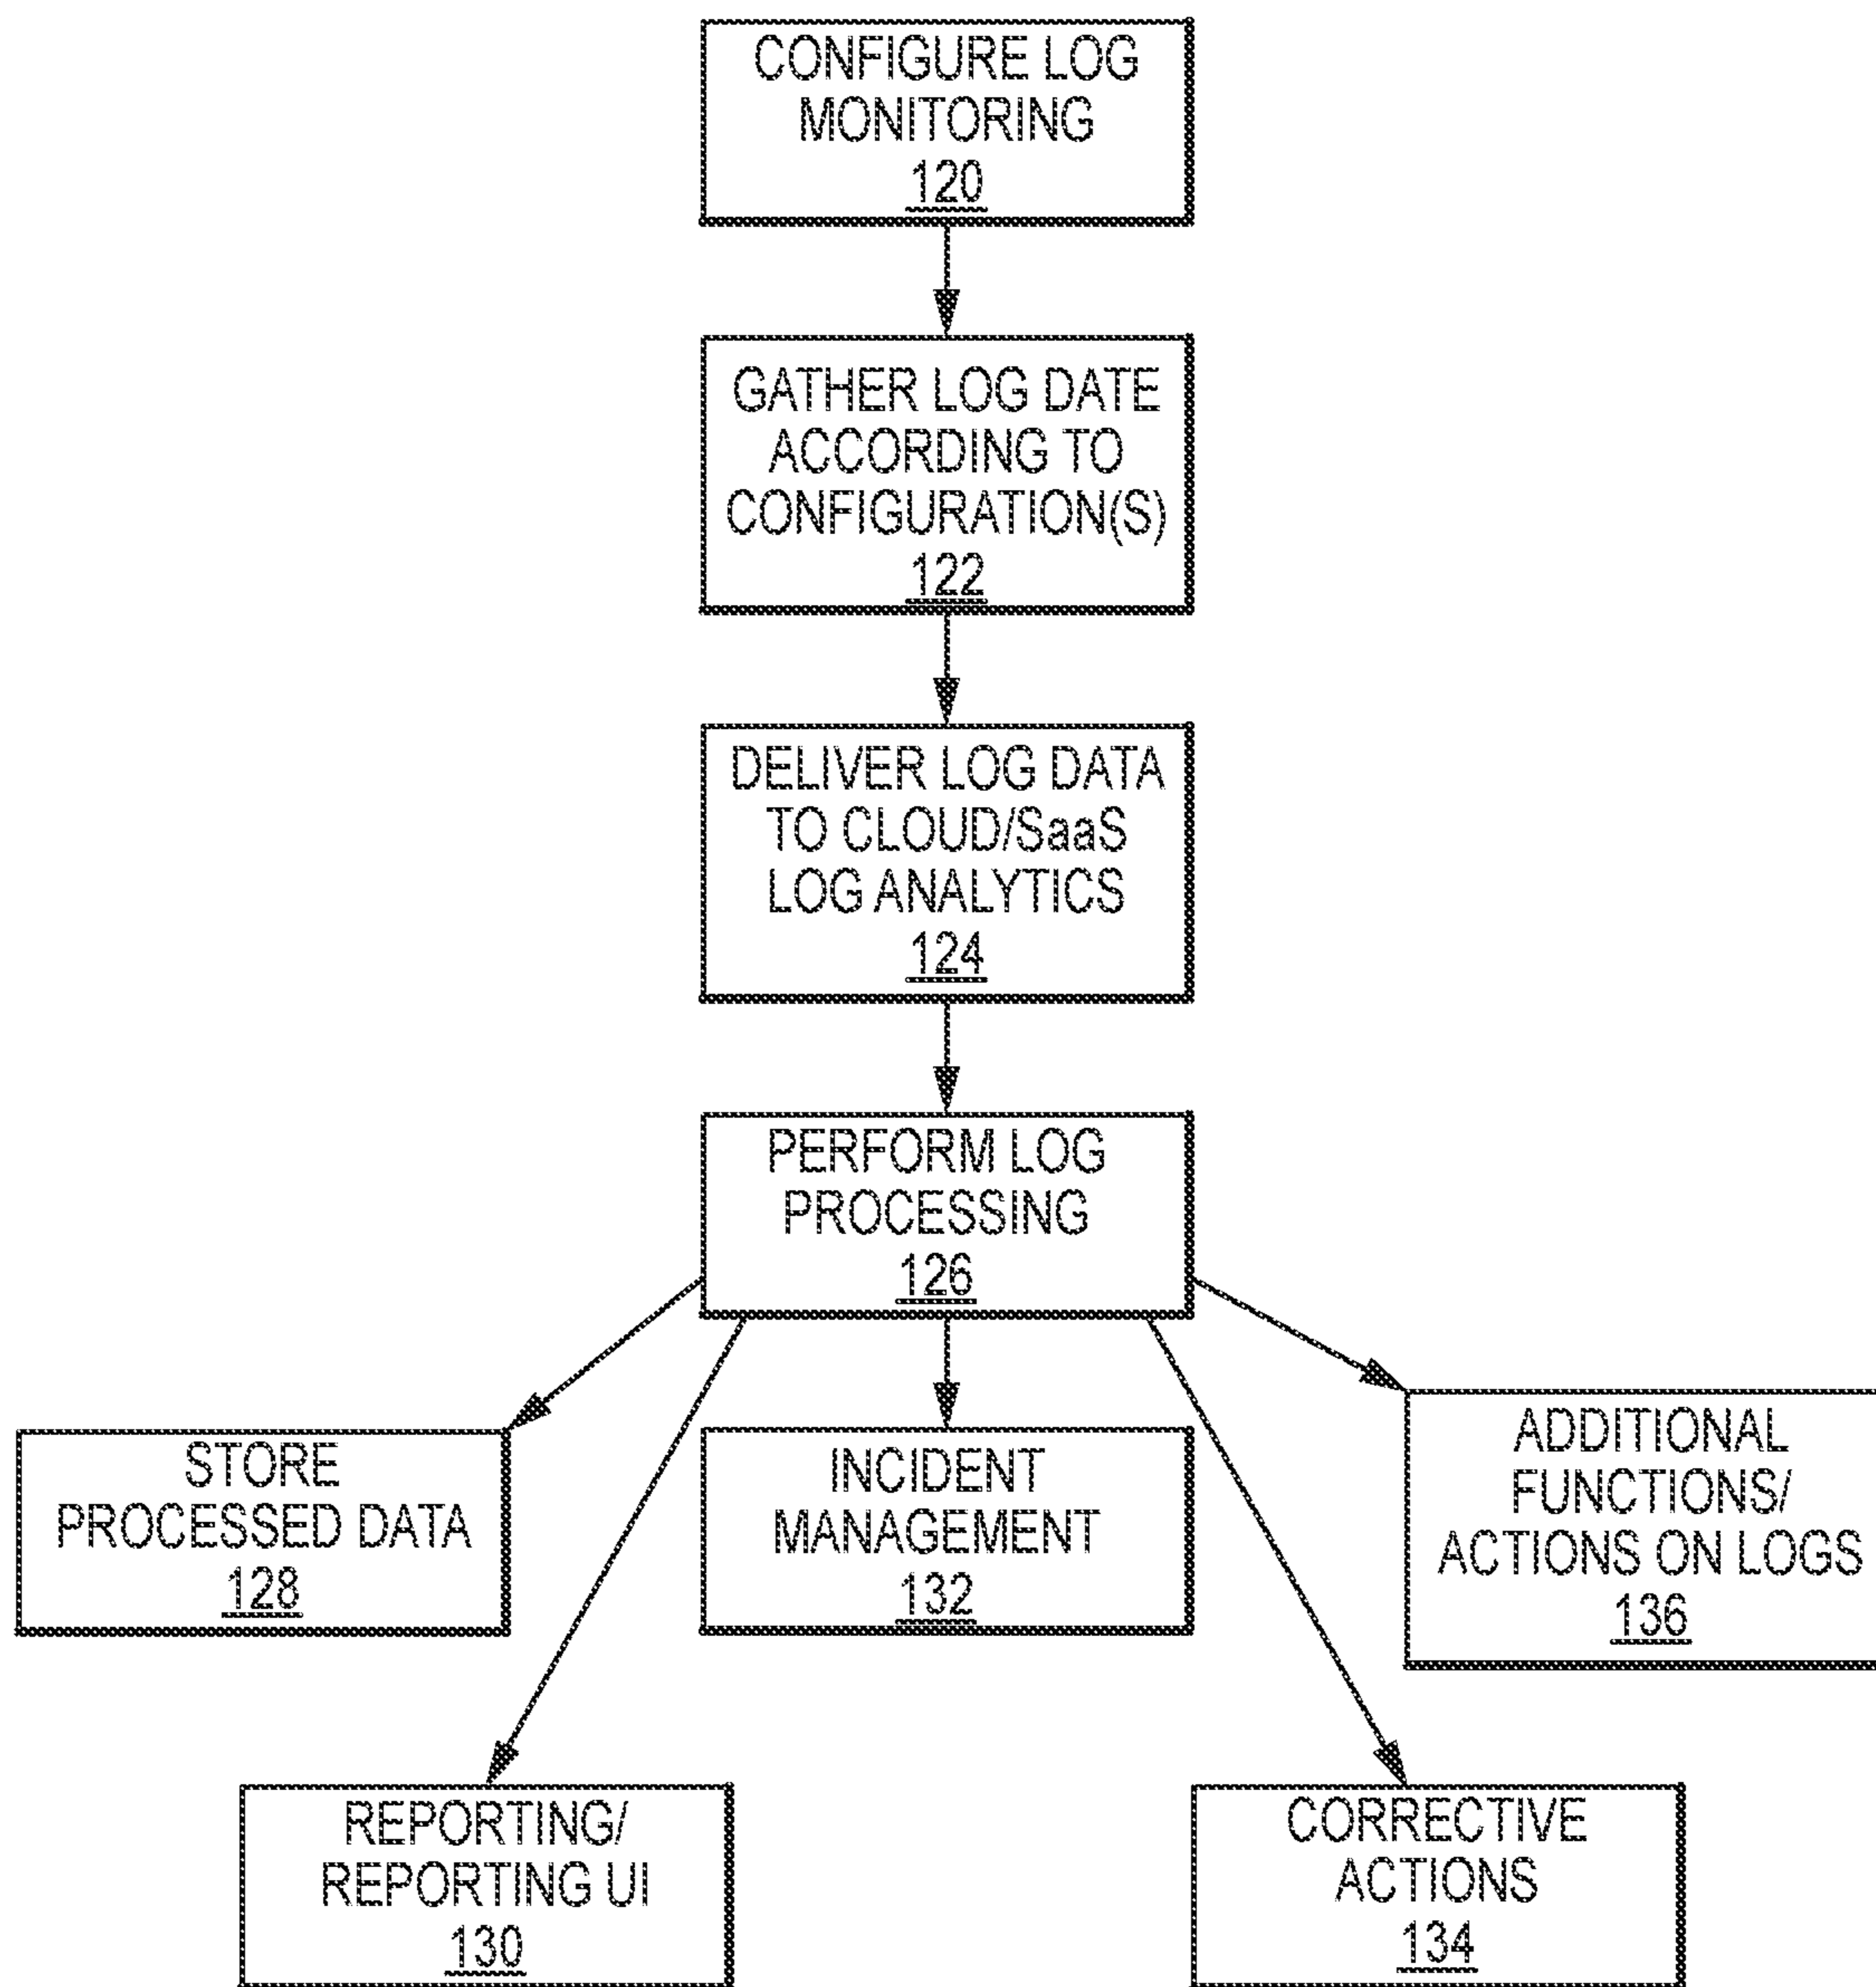 CONFIGURE LOG
MONITORING
120
GATHER LOG DATE
ACCORDING TO
CONFIGURATION(S)
122
DELIVER LOG DATA
TO CLOUD/SaaS
LOG ANALYTICS
124
PERFORM LOG
PROCESSING
126
STORE
PROCESSED DATA
128
INCIDENT
MANAGEMENT
132
ADDITIONAL
FUNCTIONS/
ACTIONS ON LOGS
136
REPORTING/
REPORTING UI
130
CORRECTIVE
ACTIONS
134